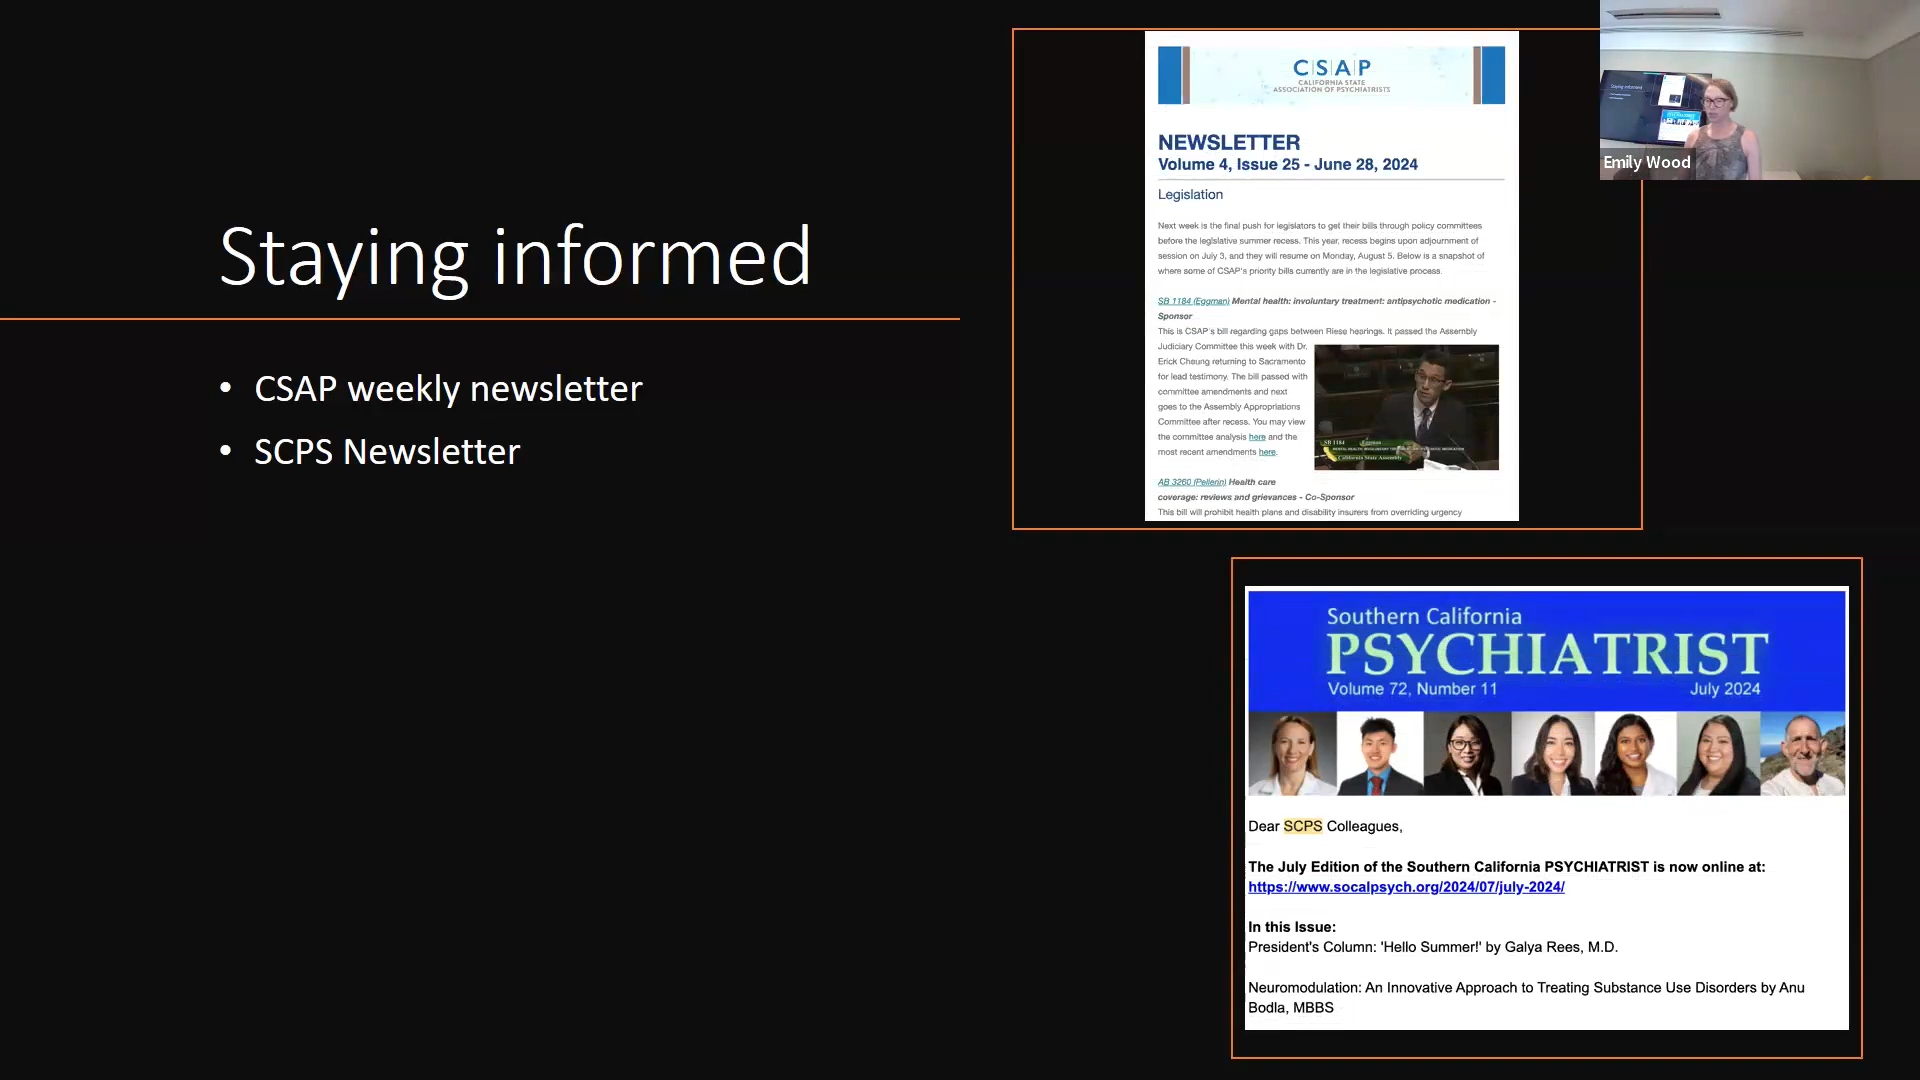 Staying informed
• CSAP weekly newsletter
• SCPS Newsletter
C|S|A|P
CALIFORNIA STATE
ASSOCIATION OF PSYCHIATRISTS
NEWSLETTER
Volume 4, Issue 25 - June 28, 2024
Legislation
Next week is the final push for legislators to get their bills through policy committees
before the legislative summer recess. This year, recess begins upon adjournment of
session on July 3, and they will resume on Monday, August 5. Below is a snapshot of
where some of CSAP's priority bills currently are in the legislative process.
SB 1184 (Eggman) Mental health: involuntary treatment: antipsychotic medication -
Sponsor
This is CSAP's bill regarding gaps between Riese hearings. It passed the Assembly
Judiciary Committee this week with Dr.
Erick Cheung returning to Sacramento
for lead testimony. The bill passed with
committee amendments and next
goes to the Assembly Appropriations
Committee after recess. You may view
the committee analysis here and the
most recent amendments here.
SB 1184 Eggman
California State Assembly
AB 3260 (Pellerin) Health care
coverage: reviews and grievances - Co-Sponsor
This bill will prohibit health plans and disability insurers from overriding urgency
Staying informed
Emily Wood
Southern California
PSYCHIATRIST
Volume 72, Number 11 July 2024
Dear SCPS Colleagues,
The July Edition of the Southern California PSYCHIATRIST is now online at:
https://www.socalpsych.org/2024/07/july-2024/
In this Issue:
President's Column: 'Hello Summer!' by Galya Rees, M.D.
Neuromodulation: An Innovative Approach to Treating Substance Use Disorders by Anu
Bodla, MBBS